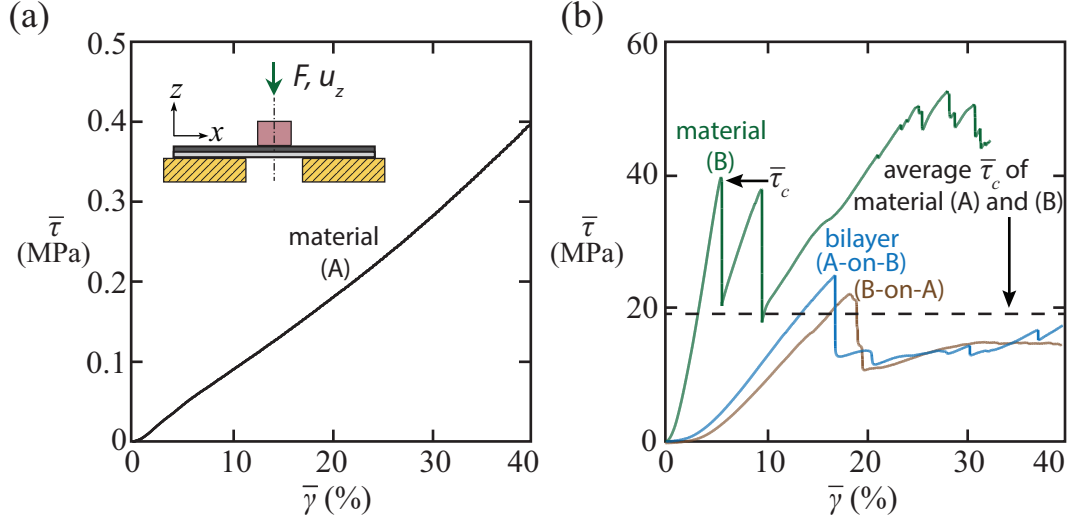 (a)
0.5
0.4
0.3
τ̅
(MPa)
0.2
0.1
0
0 10 20 30 40
γ̅ (%)
F, u_z
z
x
material
(A)
(b)
60
40
τ̅
(MPa)
20
0
0 10 20 30 40
γ̅ (%)
material
(B)
τ̅_c
average τ̅_c of
material (A) and (B)
bilayer
(A-on-B)
(B-on-A)